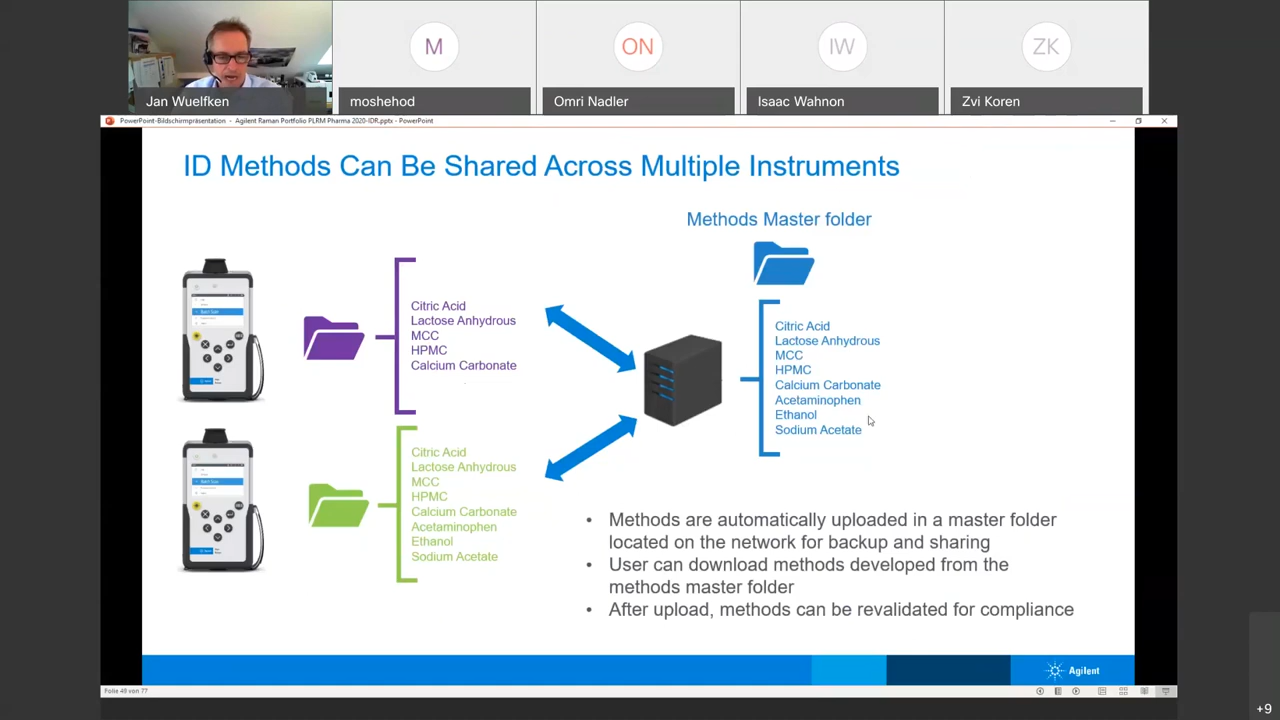 M
ON
IW
ZK
Jan Wuelfken
moshehod
Omri Nadler
Isaac Wahnon
Zvi Koren
PowerPoint-Bildschirmpräsentation - Agilent Raman Portfolio PLRM Pharma 2020-IDR.pptx - PowerPoint
ID Methods Can Be Shared Across Multiple Instruments
Methods Master folder
Citric Acid
Lactose Anhydrous
MCC
HPMC
Calcium Carbonate
Citric Acid
Lactose Anhydrous
MCC
HPMC
Calcium Carbonate
Acetaminophen
Ethanol
Sodium Acetate
Citric Acid
Lactose Anhydrous
MCC
HPMC
Calcium Carbonate
Acetaminophen
Ethanol
Sodium Acetate
• Methods are automatically uploaded in a master folder
located on the network for backup and sharing
• User can download methods developed from the
methods master folder
• After upload, methods can be revalidated for compliance
Agilent
Folie 49 von 77
+9